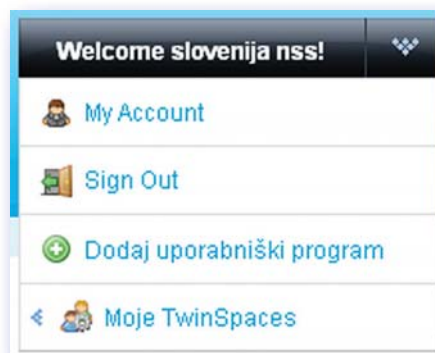 Welcome slovenija nss!
My Account
Sign Out
Dodaj uporabniški program
Moje TwinSpaces